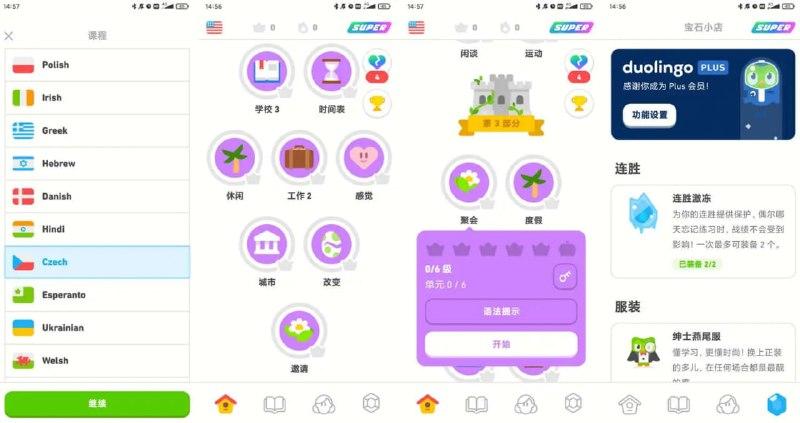 14:57
45
课程
Polish
Irish
Greek
Hebrew
Danish
Hindi
Czech
Esperanto
Ukrainian
Welsh
继续
14:56
0
0
SUPER
4
学校 3
时间表
休闲
工作 2
感觉
城市
改变
邀请
14:57
0
0
SUPER
闲谈
运动
4
第 3 部分
聚会
度假
0/6 级
单元 0 / 6
语法提示
开始
14:56
宝石小店
SUPER
duolingo PLUS
感谢你成为 Plus 会员!
功能设置
连胜
连胜激冻
为你的连胜提供保护,偶尔哪
天忘记练习时,战绩不会受到
影响!一次最多可装备 2 个。
已装备 2/2
服装
绅士燕尾服
懂学习,更懂时尚!换上正装
的多儿,在任何场合都是最靓